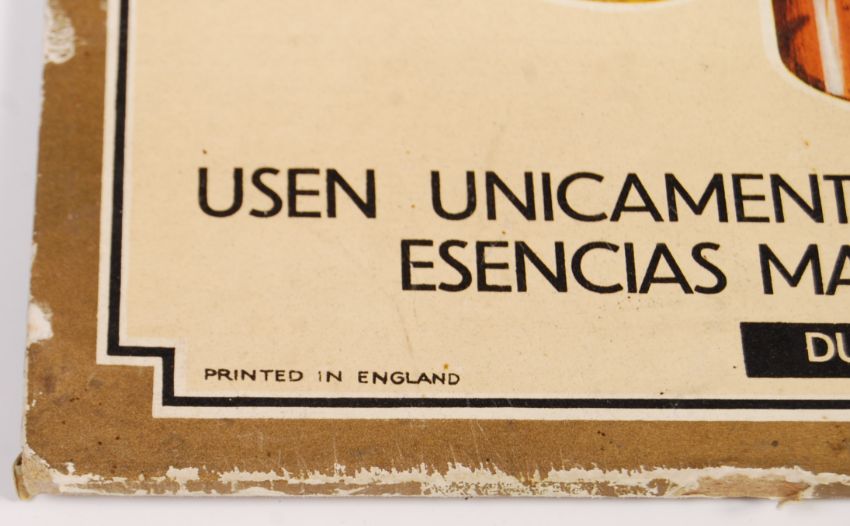 USEN UNICAMENT
ESENCIAS MA
DU
PRINTED IN ENGLAND